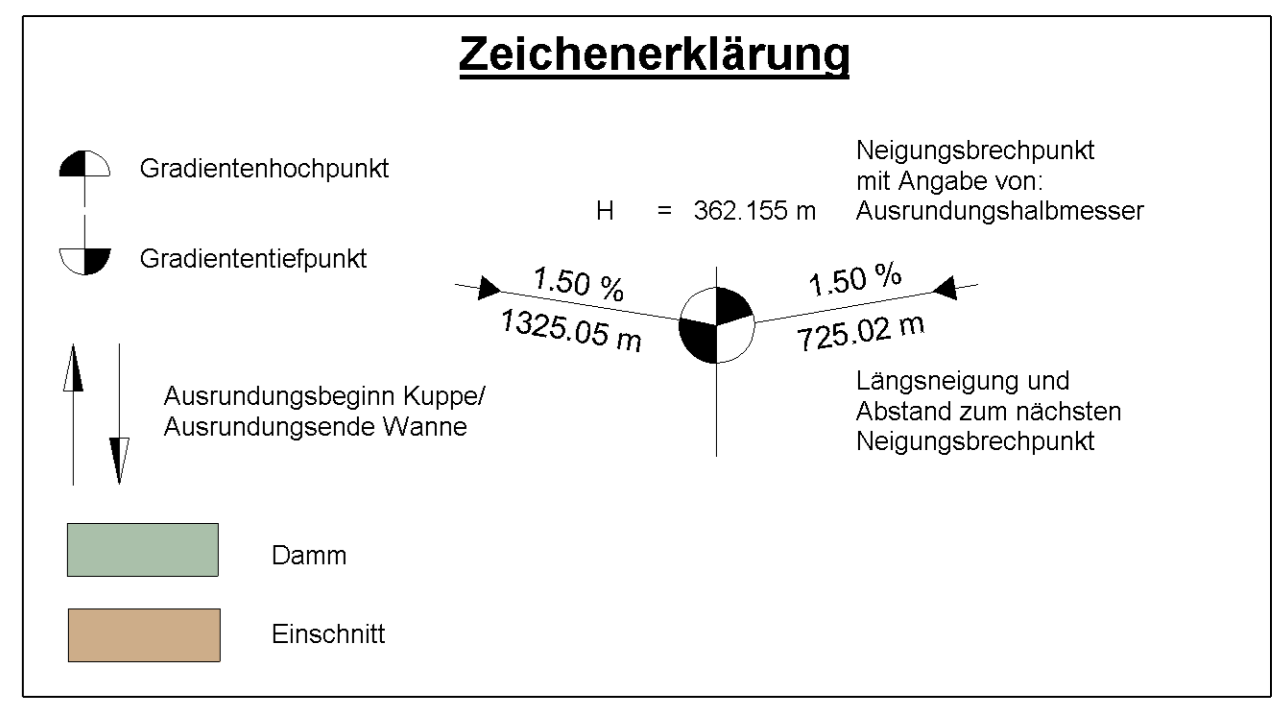 Zeichenerklärung
Gradientenhochpunkt
Gradiententiefpunkt
Ausrundungsbeginn Kuppe/
Ausrundungsende Wanne
Damm
Einschnitt
Neigungsbrechpunkt
mit Angabe von:
H = 362.155 m Ausrundungshalbmesser
1.50 %
1325.05 m
1.50 %
725.02 m
Längsneigung und
Abstand zum nächsten
Neigungsbrechpunkt